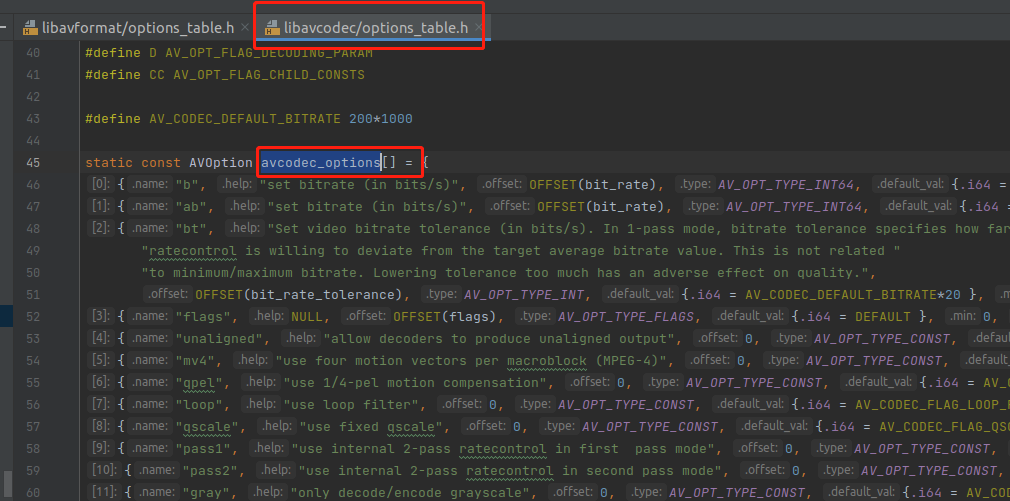 libavformat/options_table.h × libavcodec/options_table.h ×
40 #define D AV_OPT_FLAG_DECODING_PARAM
41 #define CC AV_OPT_FLAG_CHILD_CONSTS
42
43 #define AV_CODEC_DEFAULT_BITRATE 200*1000
44
45 static const AVOption avcodec_options[] = {
46 [0]: { .name: "b", .help: "set bitrate (in bits/s)", .offset: OFFSET(bit_rate), .type: AV_OPT_TYPE_INT64, .default_val: {.i64 =
47 [1]: { .name: "ab", .help: "set bitrate (in bits/s)", .offset: OFFSET(bit_rate), .type: AV_OPT_TYPE_INT64, .default_val: {.i64 =
48 [2]: { .name: "bt", .help: "Set video bitrate tolerance (in bits/s). In 1-pass mode, bitrate tolerance specifies how far
49 "ratecontrol is willing to deviate from the target average bitrate value. This is not related "
50 "to minimum/maximum bitrate. Lowering tolerance too much has an adverse effect on quality.",
51 .offset: OFFSET(bit_rate_tolerance), .type: AV_OPT_TYPE_INT, .default_val: {.i64 = AV_CODEC_DEFAULT_BITRATE*20 },
52 [3]: { .name: "flags", .help: NULL, .offset: OFFSET(flags), .type: AV_OPT_TYPE_FLAGS, .default_val: {.i64 = DEFAULT }, .min: 0,
53 [4]: { .name: "unaligned", .help: "allow decoders to produce unaligned output", .offset: 0, .type: AV_OPT_TYPE_CONST,
54 [5]: { .name: "mv4", .help: "use four motion vectors per macroblock (MPEG-4)", .offset: 0, .type: AV_OPT_TYPE_CONST,
55 [6]: { .name: "qpel", .help: "use 1/4-pel motion compensation", .offset: 0, .type: AV_OPT_TYPE_CONST, .default_val: {.i64 = AV_C
56 [7]: { .name: "loop", .help: "use loop filter", .offset: 0, .type: AV_OPT_TYPE_CONST, .default_val: {.i64 = AV_CODEC_FLAG_LOOP_F
57 [8]: { .name: "qscale", .help: "use fixed qscale", .offset: 0, .type: AV_OPT_TYPE_CONST, .default_val: {.i64 = AV_CODEC_FLAG_QSC
58 [9]: { .name: "pass1", .help: "use internal 2-pass ratecontrol in first  pass mode", .offset: 0, .type: AV_OPT_TYPE_CONST,
59 [10]: { .name: "pass2", .help: "use internal 2-pass ratecontrol in second pass mode", .offset: 0, .type: AV_OPT_TYPE_CONST,
60 [11]: { .name: "gray", .help: "only decode/encode grayscale", .offset: 0, .type: AV_OPT_TYPE_CONST, .default_val: {.i64 = AV_COD